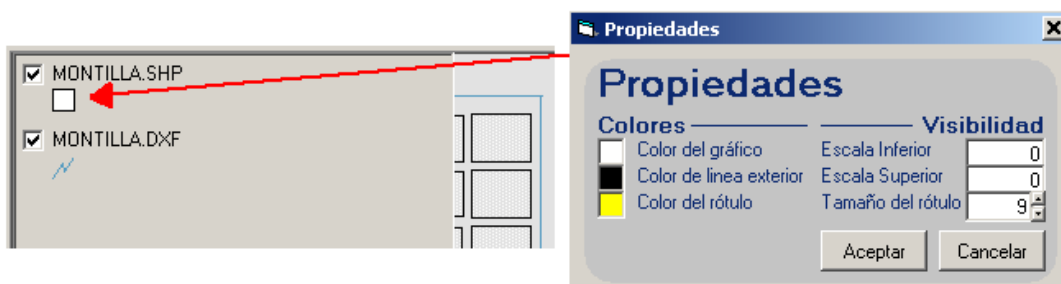 MONTILLA.SHP
MONTILLA.DXF
Propiedades
Propiedades
Colores Visibilidad
Color del gráfico Escala Inferior 0
Color de linea exterior Escala Superior 0
Color del rótulo Tamaño del rótulo 9
Aceptar Cancelar